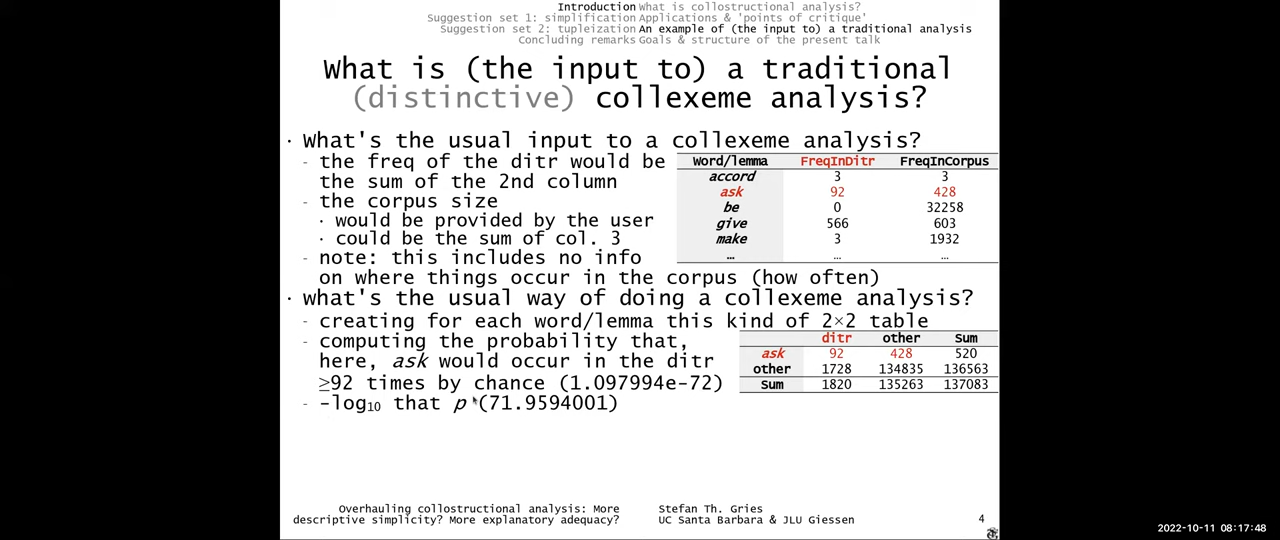 Introduction What is collostructional analysis?
Suggestion set 1: simplification Applications & 'points of critique'
Suggestion set 2: tupleization An example of (the input to) a traditional analysis
Concluding remarks Goals & structure of the present talk
What is (the input to) a traditional
(distinctive) collexeme analysis?
· What's the usual input to a collexeme analysis?
- the freq of the ditr would be
the sum of the 2nd column
- the corpus size
· would be provided by the user
· could be the sum of col. 3
- note: this includes no info
on where things occur in the corpus (how often)
Word/lemma FreqInDitr FreqInCorpus
accord 3 3
ask 92 428
be 0 32258
give 566 603
make 3 1932
… … …
· what's the usual way of doing a collexeme analysis?
- creating for each word/lemma this kind of 2×2 table
- computing the probability that,
here, ask would occur in the ditr
≥92 times by chance (1.097994e-72)
- -log10 that p (71.9594001)
ditr other Sum
ask 92 428 520
other 1728 134835 136563
Sum 1820 135263 137083
Overhauling collostructional analysis: More
descriptive simplicity? More explanatory adequacy?
Stefan Th. Gries
UC Santa Barbara & JLU Giessen
4
2022-10-11 08:17:48